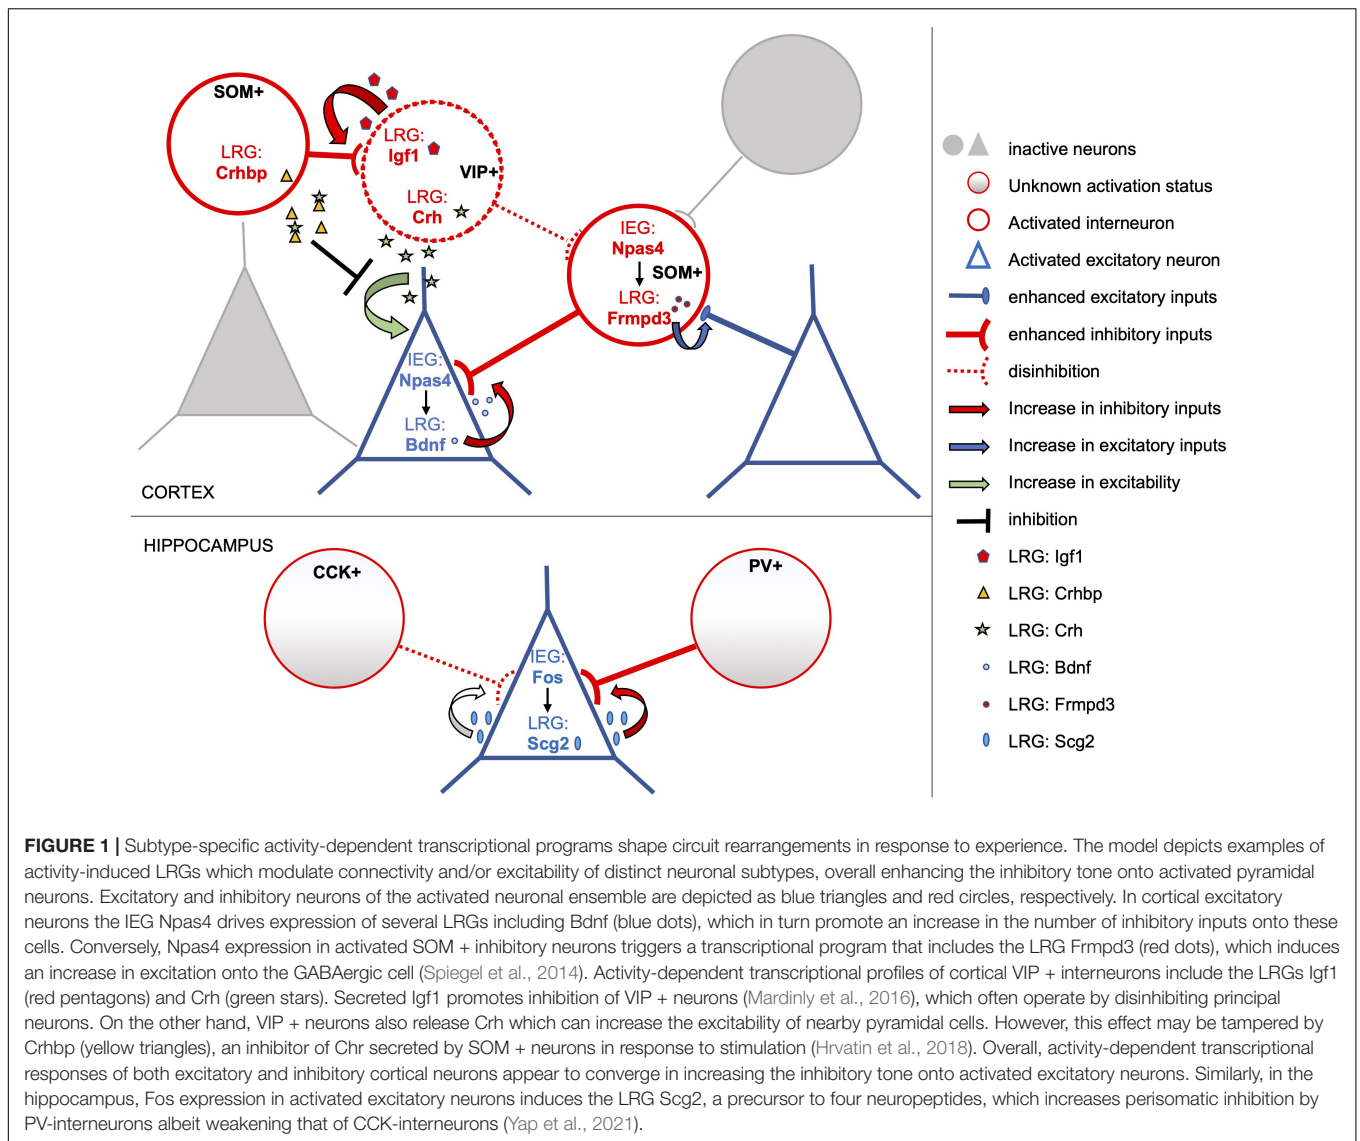 SOM+
LRG:
Crhbp
LRG:
Igf1
VIP+
LRG:
Crh
IEG:
Npas4
SOM+
LRG:
Frmpd3
IEG:
Npas4
LRG:
Bdnf
CORTEX
HIPPOCAMPUS
CCK+
PV+
IEG:
Fos
LRG:
Scg2
inactive neurons
Unknown activation status
Activated interneuron
Activated excitatory neuron
enhanced excitatory inputs
enhanced inhibitory inputs
disinhibition
Increase in inhibitory inputs
Increase in excitatory inputs
Increase in excitability
inhibition
LRG: Igf1
LRG: Crhbp
LRG: Crh
LRG: Bdnf
LRG: Frmpd3
LRG: Scg2
FIGURE 1 | Subtype-specific activity-dependent transcriptional programs shape circuit rearrangements in response to experience. The model depicts examples of
activity-induced LRGs which modulate connectivity and/or excitability of distinct neuronal subtypes, overall enhancing the inhibitory tone onto activated pyramidal
neurons. Excitatory and inhibitory neurons of the activated neuronal ensemble are depicted as blue triangles and red circles, respectively. In cortical excitatory
neurons the IEG Npas4 drives expression of several LRGs including Bdnf (blue dots), which in turn promote an increase in the number of inhibitory inputs onto these
cells. Conversely, Npas4 expression in activated SOM + inhibitory neurons triggers a transcriptional program that includes the LRG Frmpd3 (red dots), which induces
an increase in excitation onto the GABAergic cell (Spiegel et al., 2014). Activity-dependent transcriptional profiles of cortical VIP + interneurons include the LRGs Igf1
(red pentagons) and Crh (green stars). Secreted Igf1 promotes inhibition of VIP + neurons (Mardinly et al., 2016), which often operate by disinhibiting principal
neurons. On the other hand, VIP + neurons also release Crh which can increase the excitability of nearby pyramidal cells. However, this effect may be tampered by
Crhbp (yellow triangles), an inhibitor of Chr secreted by SOM + neurons in response to stimulation (Hrvatin et al., 2018). Overall, activity-dependent transcriptional
responses of both excitatory and inhibitory cortical neurons appear to converge in increasing the inhibitory tone onto activated excitatory neurons. Similarly, in the
hippocampus, Fos expression in activated excitatory neurons induces the LRG Scg2, a precursor to four neuropeptides, which increases perisomatic inhibition by
PV-interneurons albeit weakening that of CCK-interneurons (Yap et al., 2021).